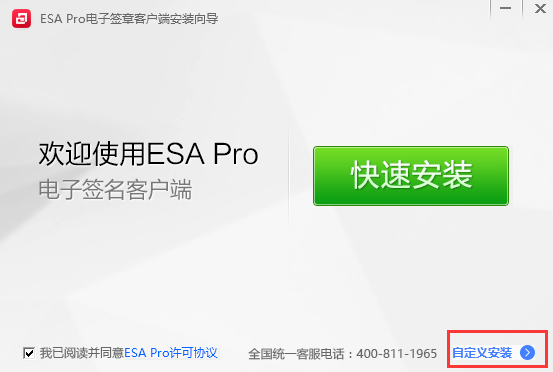 ESA Pro电子签章客户端安装向导
欢迎使用ESA Pro
电子签名客户端
快速安装
我已阅读并同意ESA Pro许可协议 全国统一客服电话：400-811-1965 自定义安装